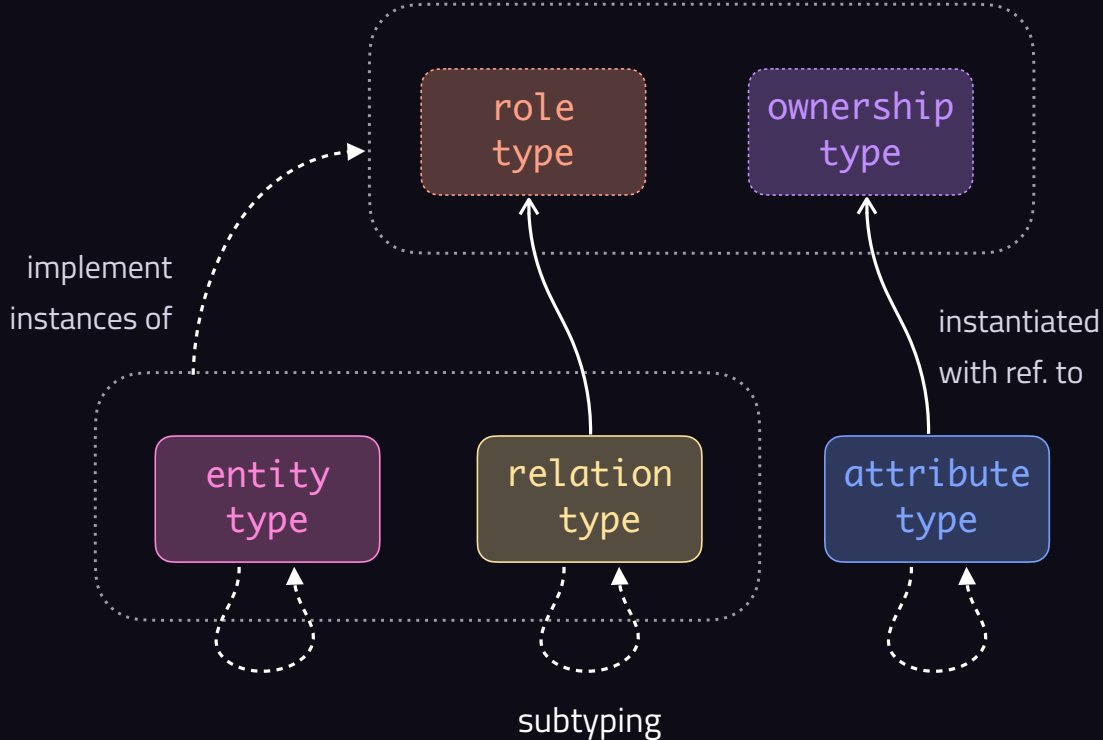 role
type
ownership
type
implement
instances of
instantiated
with ref. to
entity
type
relation
type
attribute
type
subtyping